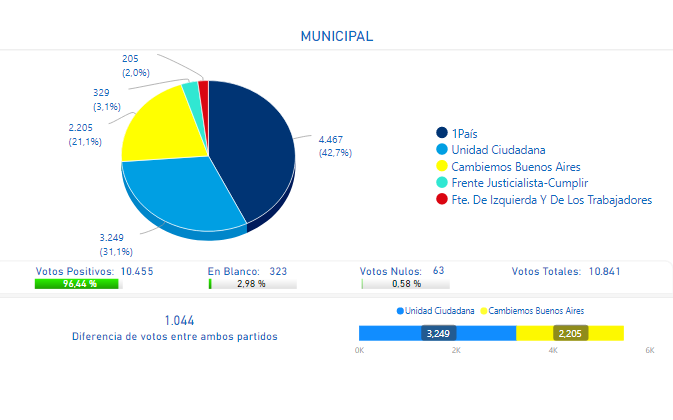 MUNICIPAL
205
(2,0%)
329
(3,1%)
2.205
(21,1%)
4.467
(42,7%)
3.249
(31,1%)
1País
Unidad Ciudadana
Cambiemos Buenos Aires
Frente Justicialista-Cumplir
Fte. De Izquierda Y De Los Trabajadores
Votos Positivos: 10.455
96,44 %
En Blanco: 323
2,98 %
Votos Nulos: 63
0,58 %
Votos Totales: 10.841
1.044
Diferencia de votos entre ambos partidos
Unidad Ciudadana Cambiemos Buenos Aires
3,249 2,205
0K 2K 4K 6K